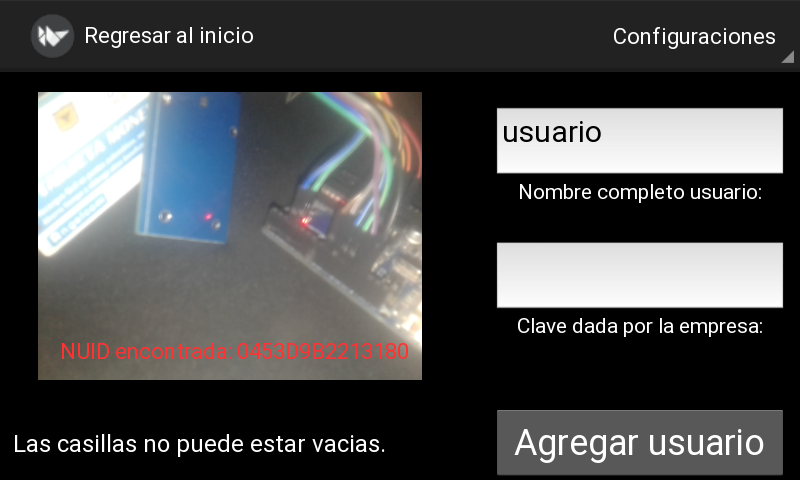 Regresar al inicio
Configuraciones
usuario
Nombre completo usuario:
Clave dada por la empresa:
NUID encontrada: 0453D9B2213180
Las casillas no puede estar vacias.
Agregar usuario